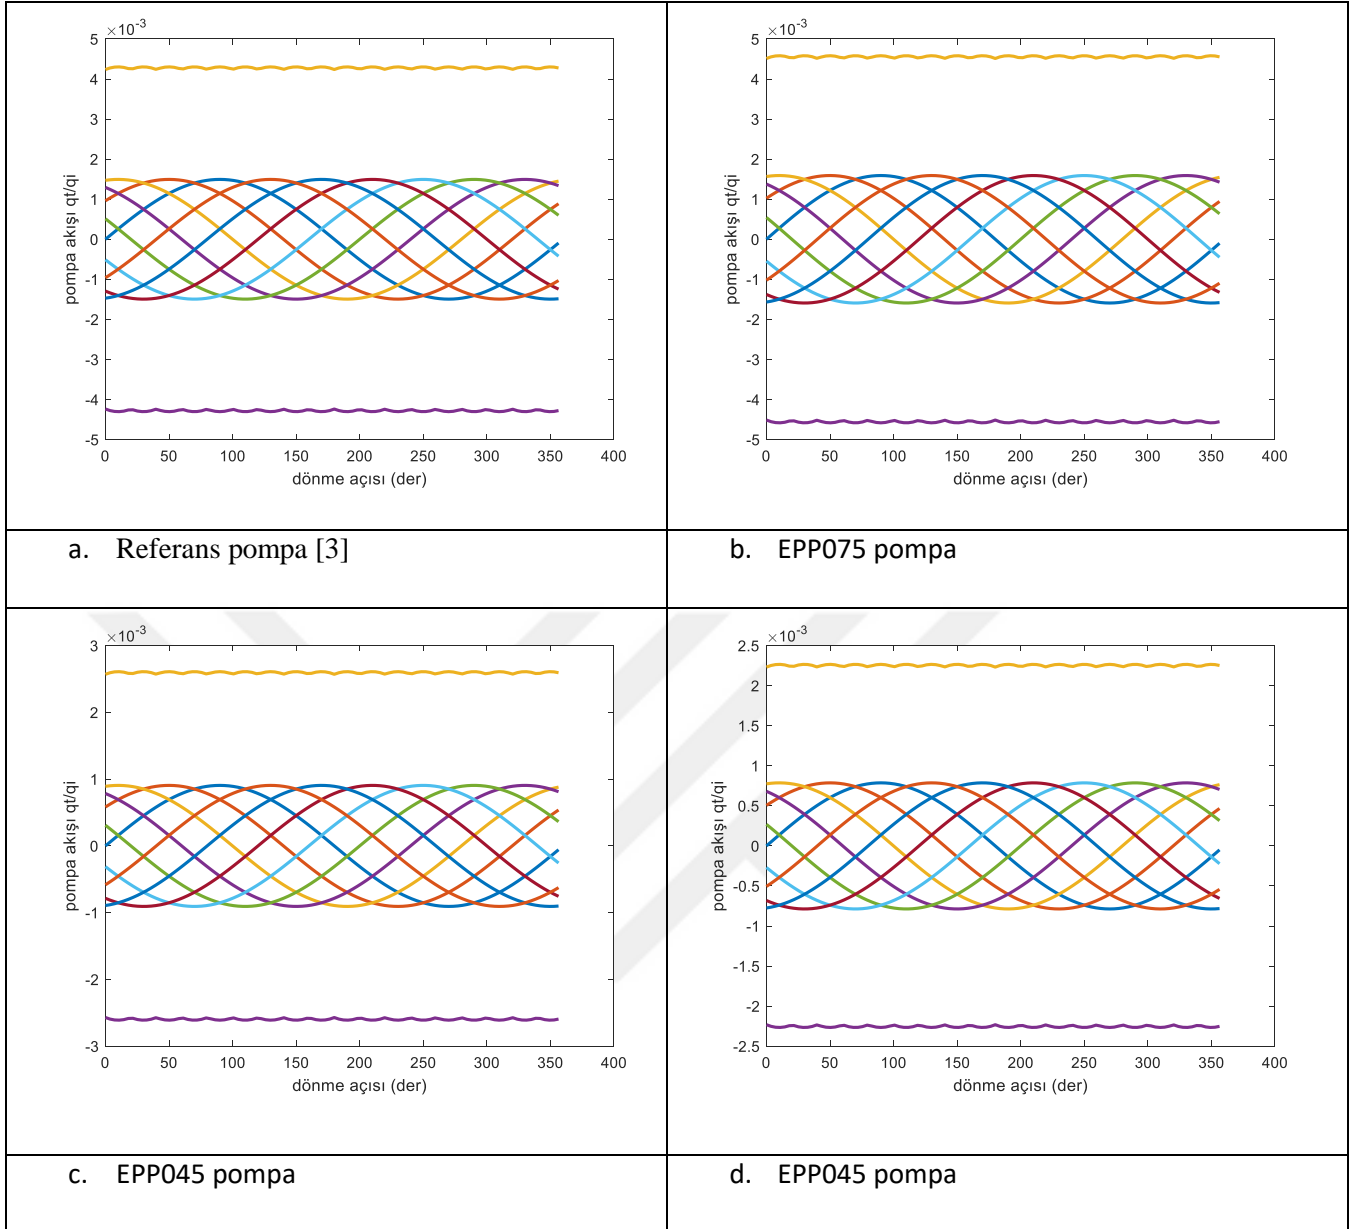 ×10-3
5
4
3
2
1
0
-1
-2
-3
-4
-5
pompa akışı qt/qi
0 50 100 150 200 250 300 350 400
dönme açısı (der)
×10-3
5
4
3
2
1
0
-1
-2
-3
-4
-5
pompa akışı qt/qi
0 50 100 150 200 250 300 350 400
dönme açısı (der)
a. Referans pompa [3]
b. EPP075 pompa
×10-3
3
2
1
0
-1
-2
-3
pompa akışı qt/qi
0 50 100 150 200 250 300 350 400
dönme açısı (der)
×10-3
2.5
2
1.5
1
0.5
0
-0.5
-1
-1.5
-2
-2.5
pompa akışı qt/qi
0 50 100 150 200 250 300 350 400
dönme açısı (der)
c. EPP045 pompa
d. EPP045 pompa